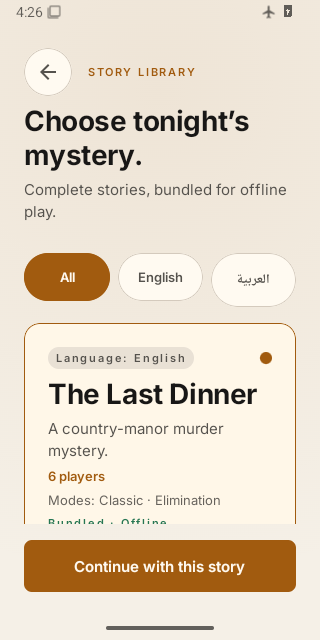 4:26
STORY LIBRARY
Choose tonight's
mystery.
Complete stories, bundled for offline
play.
All
English
العربية
Language: English
The Last Dinner
A country-manor murder
mystery.
6 players
Modes: Classic · Elimination
Bundled · Offline
Continue with this story